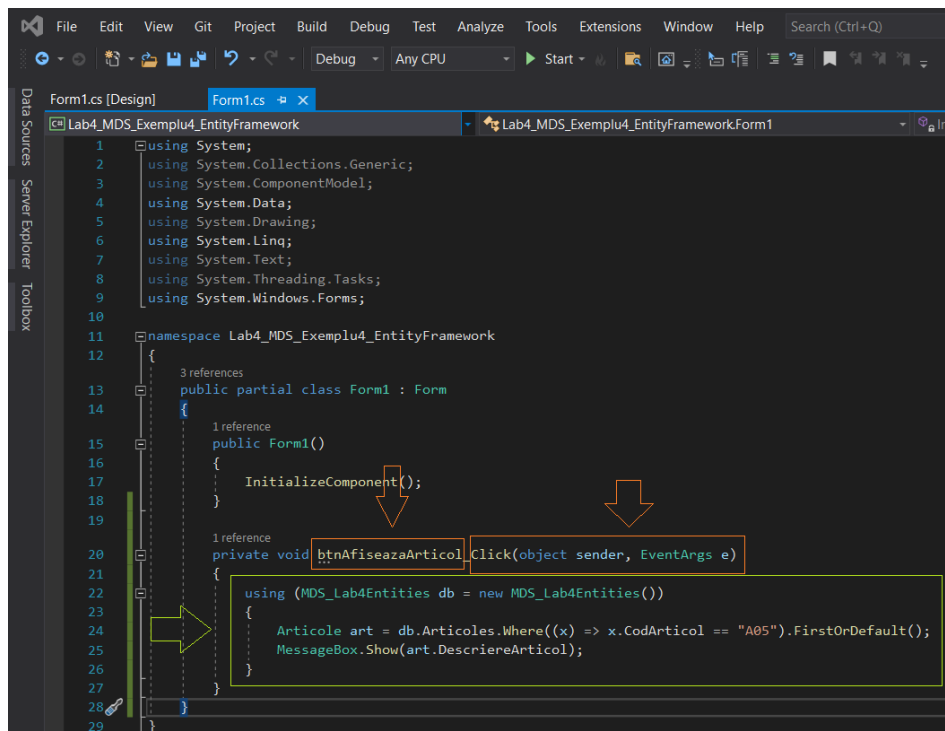 File Edit View Git Project Build Debug Test Analyze Tools Extensions Window Help Search (Ctrl+Q)
Debug Any CPU Start
Data Sources
Server Explorer
Toolbox
Form1.cs [Design] Form1.cs
C# Lab4_MDS_Exemplu4_EntityFramework Lab4_MDS_Exemplu4_EntityFramework.Form1 In
1 using System;
2 using System.Collections.Generic;
3 using System.ComponentModel;
4 using System.Data;
5 using System.Drawing;
6 using System.Linq;
7 using System.Text;
8 using System.Threading.Tasks;
9 using System.Windows.Forms;
10
11 namespace Lab4_MDS_Exemplu4_EntityFramework
12 {
3 references
13 public partial class Form1 : Form
14 {
1 reference
15 public Form1()
16 {
17 InitializeComponent();
18 }
19
1 reference
20 private void btnAfiseazaArticol_Click(object sender, EventArgs e)
21 {
22 using (MDS_Lab4Entities db = new MDS_Lab4Entities())
23 {
24 Articole art = db.Articoles.Where((x) => x.CodArticol == "A05").FirstOrDefault();
25 MessageBox.Show(art.DescriereArticol);
26 }
27 }
28 }
29 }